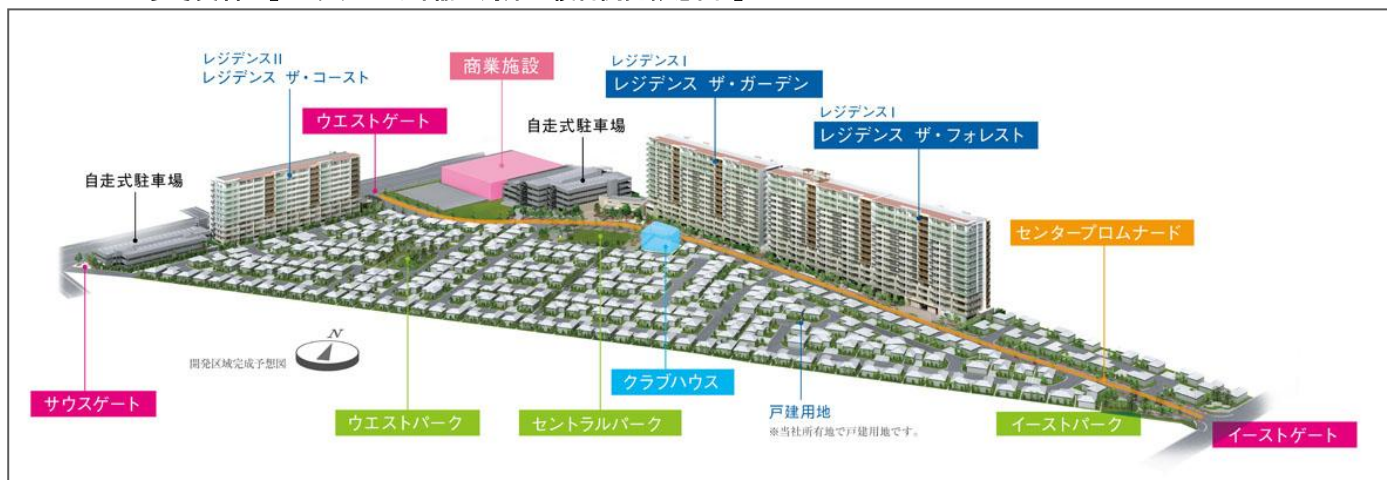 レジデンスII
レジデンス ザ・コースト
商業施設
レジデンスI
レジデンス ザ・ガーデン
ウエストゲート
自走式駐車場
レジデンスI
レジデンス ザ・フォレスト
自走式駐車場
センタープロムナード
N
開発区域完成予想図
サウスゲート
ウエストパーク
セントラルパーク
クラブハウス
戸建用地
※当社所有地で戸建用地です。
イーストパーク
イーストゲート